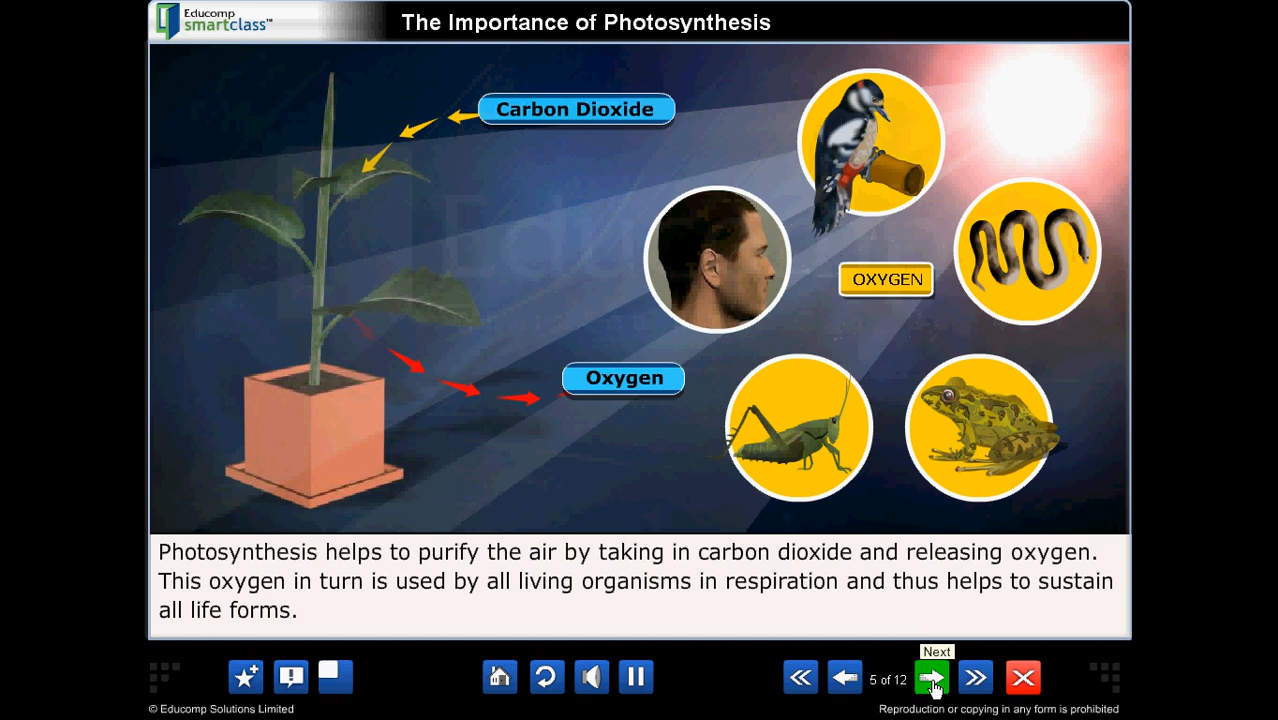 Educomp
smartclass™
The Importance of Photosynthesis
Carbon Dioxide
OXYGEN
Oxygen
Photosynthesis helps to purify the air by taking in carbon dioxide and releasing oxygen.
This oxygen in turn is used by all living organisms in respiration and thus helps to sustain
all life forms.
Next
5 of 12
© Educomp Solutions Limited
Reproduction or copying in any form is prohibited